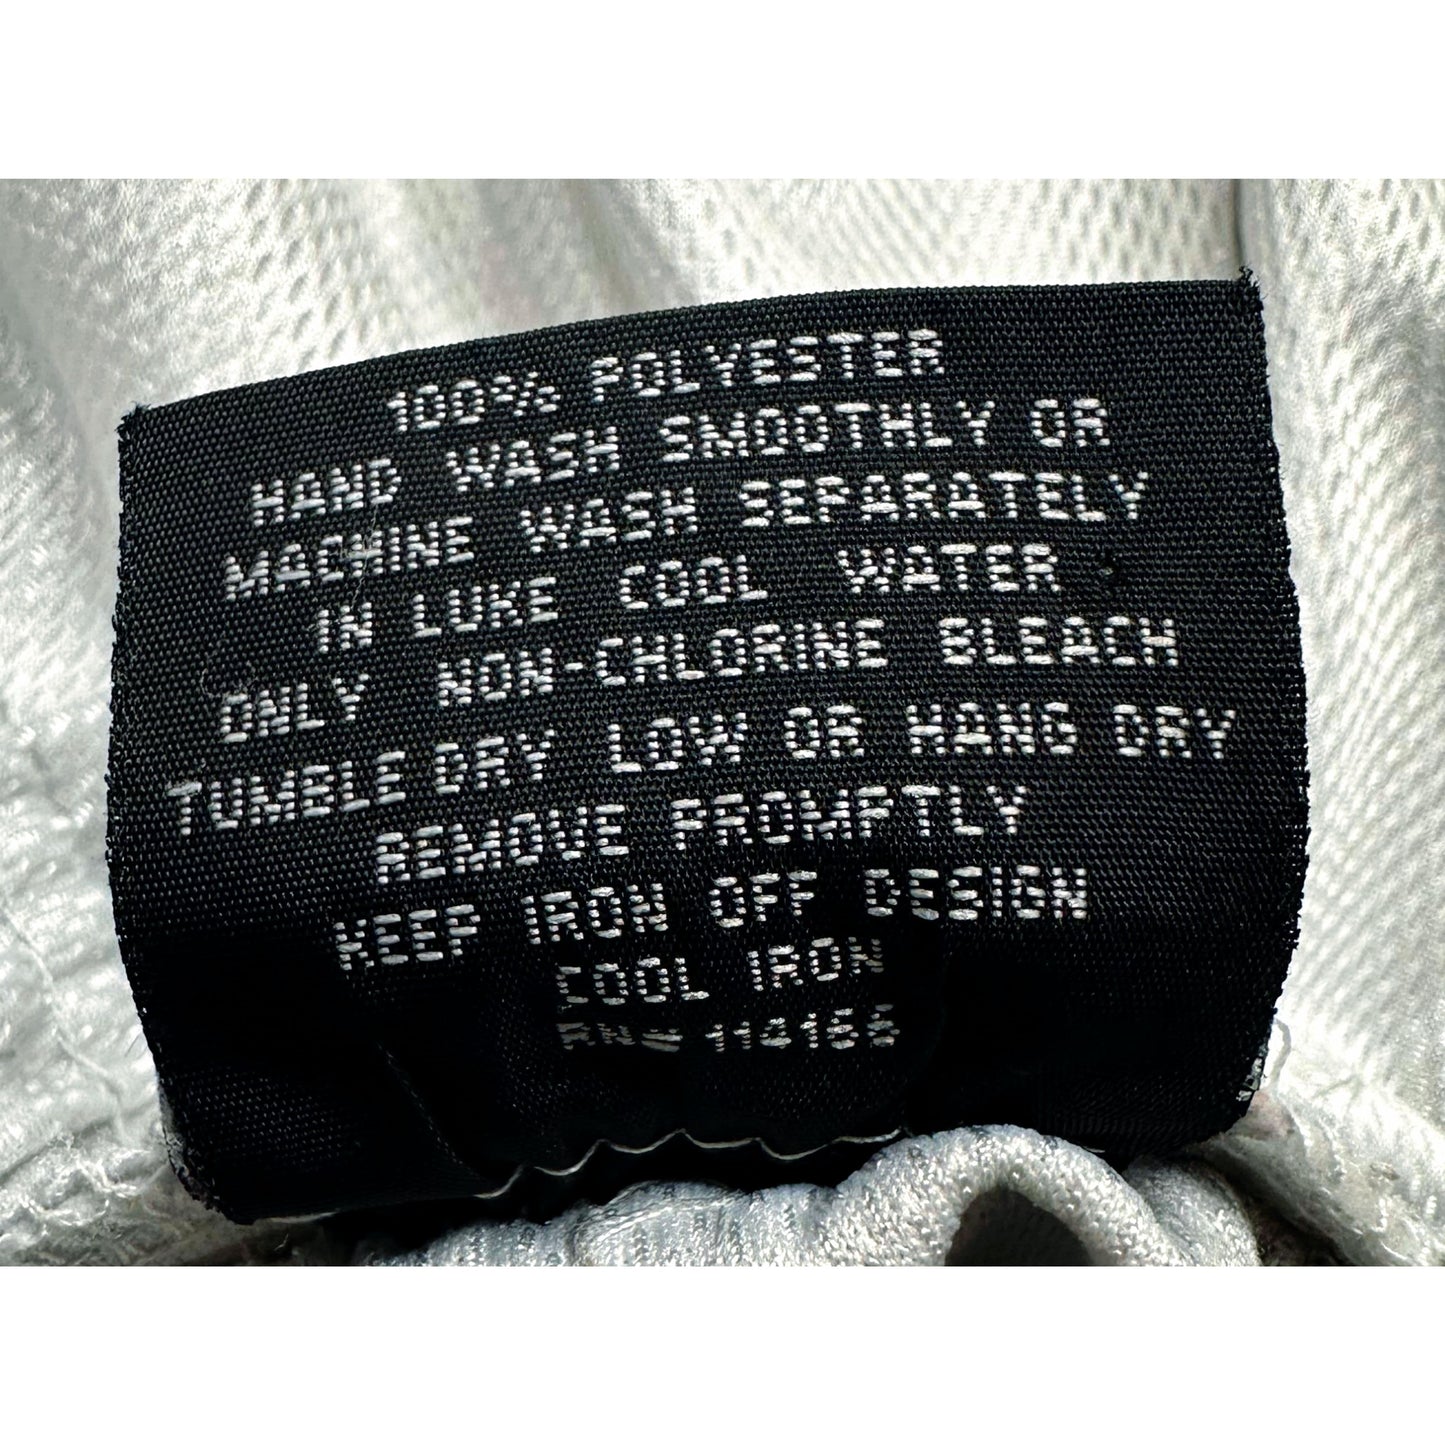 100% POLYESTER
HAND WASH SMOOTHLY OR
MACHINE WASH SEPARATELY
IN LUKE COOL WATER
ONLY NON-CHLORINE BLEACH
TUMBLE DRY LOW OR HANG DRY
REMOVE PROMPTLY
KEEP IRON OFF DESIGN
COOL IRON
RN# 114166